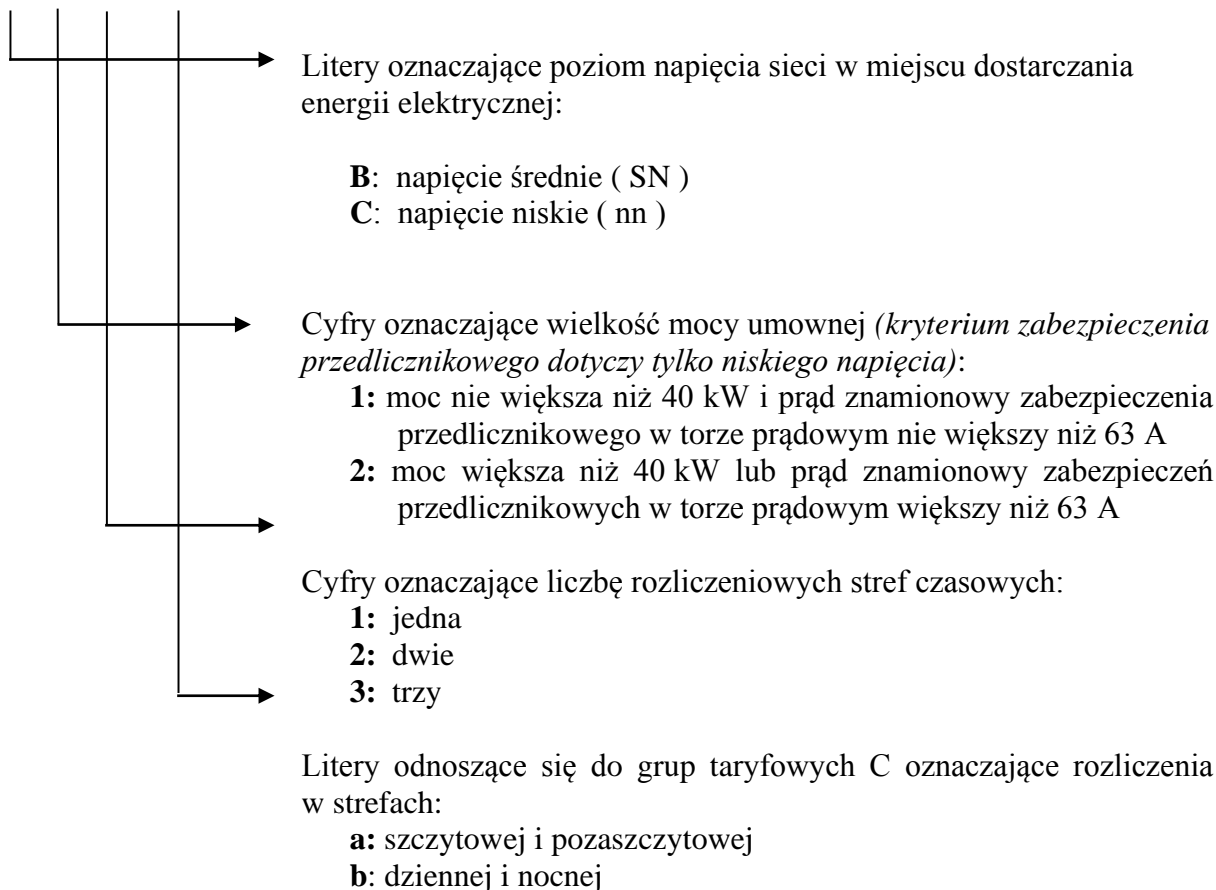 Litery oznaczające poziom napięcia sieci w miejscu dostarczania
energii elektrycznej:
B: napięcie średnie ( SN )
C: napięcie niskie ( nn )
Cyfry oznaczające wielkość mocy umownej (kryterium zabezpieczenia
przedlicznikowego dotyczy tylko niskiego napięcia):
1: moc nie większa niż 40 kW i prąd znamionowy zabezpieczenia
przedlicznikowego w torze prądowym nie większy niż 63 A
2: moc większa niż 40 kW lub prąd znamionowy zabezpieczeń
przedlicznikowych w torze prądowym większy niż 63 A
Cyfry oznaczające liczbę rozliczeniowych stref czasowych:
1: jedna
2: dwie
3: trzy
Litery odnoszące się do grup taryfowych C oznaczające rozliczenia
w strefach:
a: szczytowej i pozaszczytowej
b: dziennej i nocnej